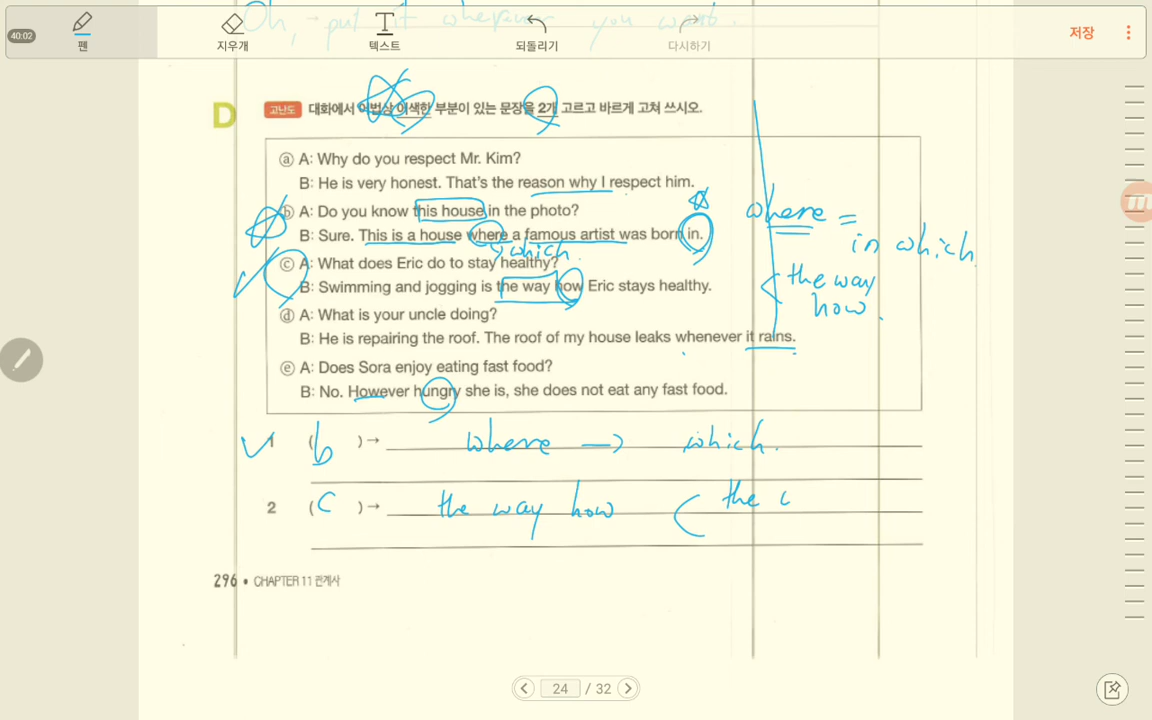 Oh, put it wherever you want.
40:02
펜
지우개
텍스트
되돌리기
다시하기
저장
D 고난도 대화에서 어법상 어색한 부분이 있는 문장을 2개 고르고 바르게 고쳐 쓰시오.
ⓐ A: Why do you respect Mr. Kim?
B: He is very honest. That's the reason why I respect him.
ⓑ A: Do you know this house in the photo?
B: Sure. This is a house where a famous artist was born in.
which
where =
in which.
ⓒ A: What does Eric do to stay healthy?
B: Swimming and jogging is the way how Eric stays healthy.
the way
how.
ⓓ A: What is your uncle doing?
B: He is repairing the roof. The roof of my house leaks whenever it rains.
ⓔ A: Does Sora enjoy eating fast food?
B: No. However hungry she is, she does not eat any fast food.
1 (b) → where → which.
2 (c) → the way how ( the
296 • CHAPTER 11 관계사
24 / 32